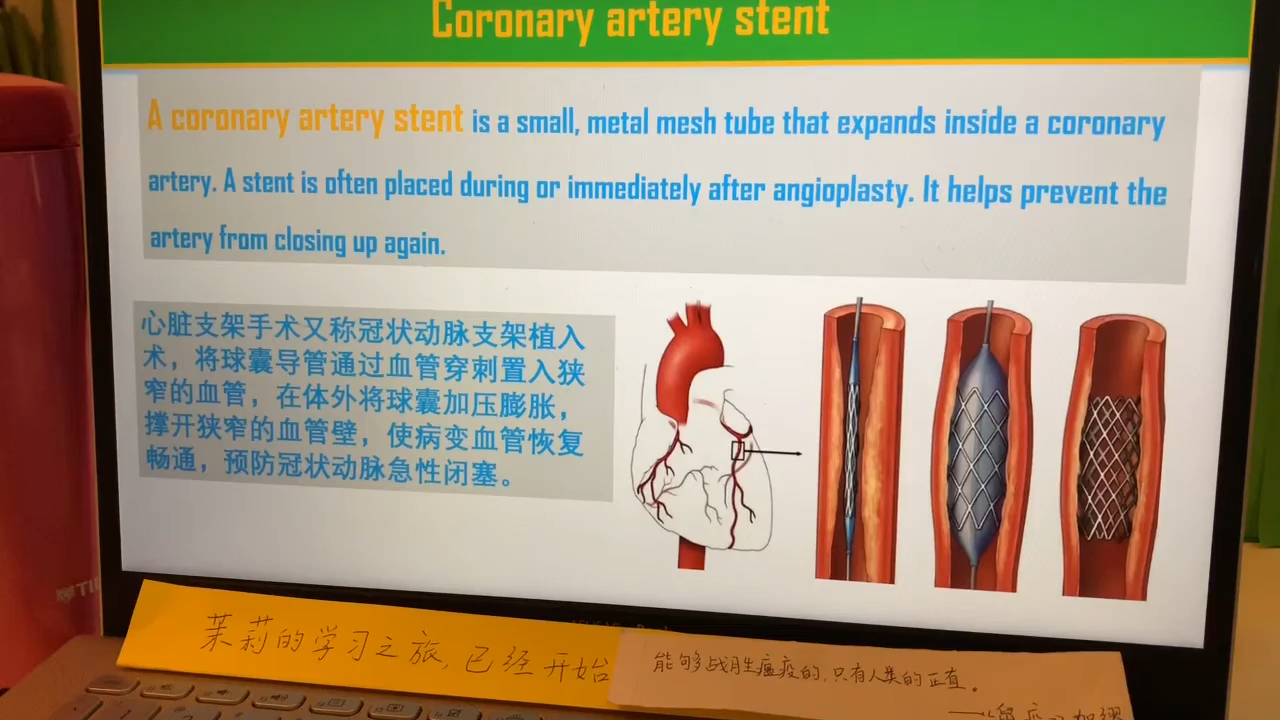 Coronary artery stent
A coronary artery stent is a small, metal mesh tube that expands inside a coronary
artery. A stent is often placed during or immediately after angioplasty. It helps prevent the
artery from closing up again.
心脏支架手术又称冠状动脉支架植入
术，将球囊导管通过血管穿刺置入狭
窄的血管，在体外将球囊加压膨胀，
撑开狭窄的血管壁，使病变血管恢复
畅通，预防冠状动脉急性闭塞。
茉莉的学习之旅，已经开始
能够战胜瘟疫的，只有人类的正直。